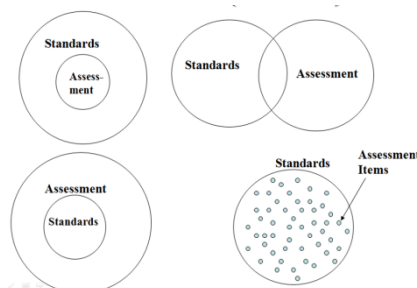 Standards
Assess-
ment
Standards
Assessment
Assessment
Standards
Standards
Assessment
Items